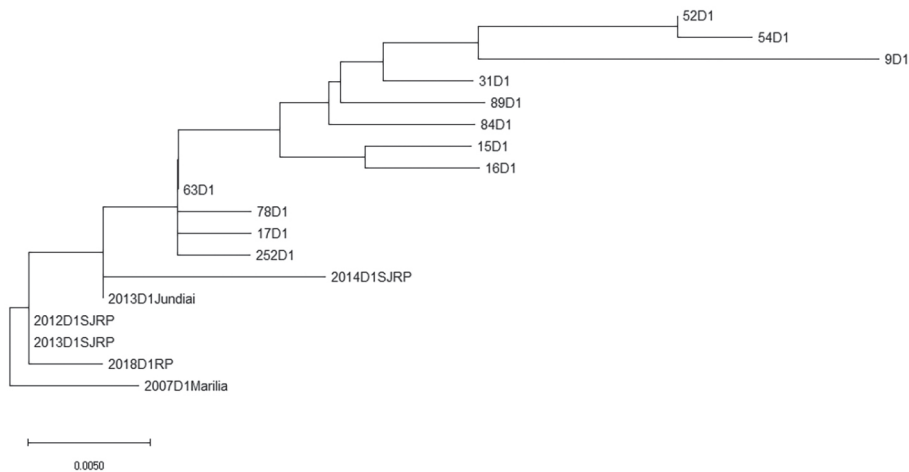 52D1
54D1
9D1
31D1
89D1
84D1
15D1
16D1
63D1
78D1
17D1
252D1
2014D1SJRP
2013D1Jundiai
2012D1SJRP
2013D1SJRP
2018D1RP
2007D1Marilia
0.0050